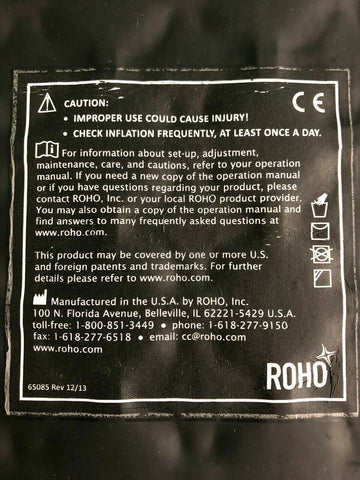 CAUTION:
• IMPROPER USE COULD CAUSE INJURY!
• CHECK INFLATION FREQUENTLY, AT LEAST ONCE A DAY.
CE
For information about set-up, adjustment,
maintenance, care, and cautions, refer to your operation
manual. If you need a new copy of the operation manual
or if you have questions regarding your product, please
contact ROHO, Inc. or your local ROHO product provider.
You may also obtain a copy of the operation manual and
find answers to many frequently asked questions at
www.roho.com.
This product may be covered by one or more U.S.
and foreign patents and trademarks. For further
details please refer to www.roho.com.
Manufactured in the U.S.A. by ROHO, Inc.
100 N. Florida Avenue, Belleville, IL 62221-5429 U.S.A.
toll-free: 1-800-851-3449 • phone: 1-618-277-9150
fax: 1-618-277-6518 • email: cc@roho.com
www.roho.com
ROHO
65085 Rev 12/13